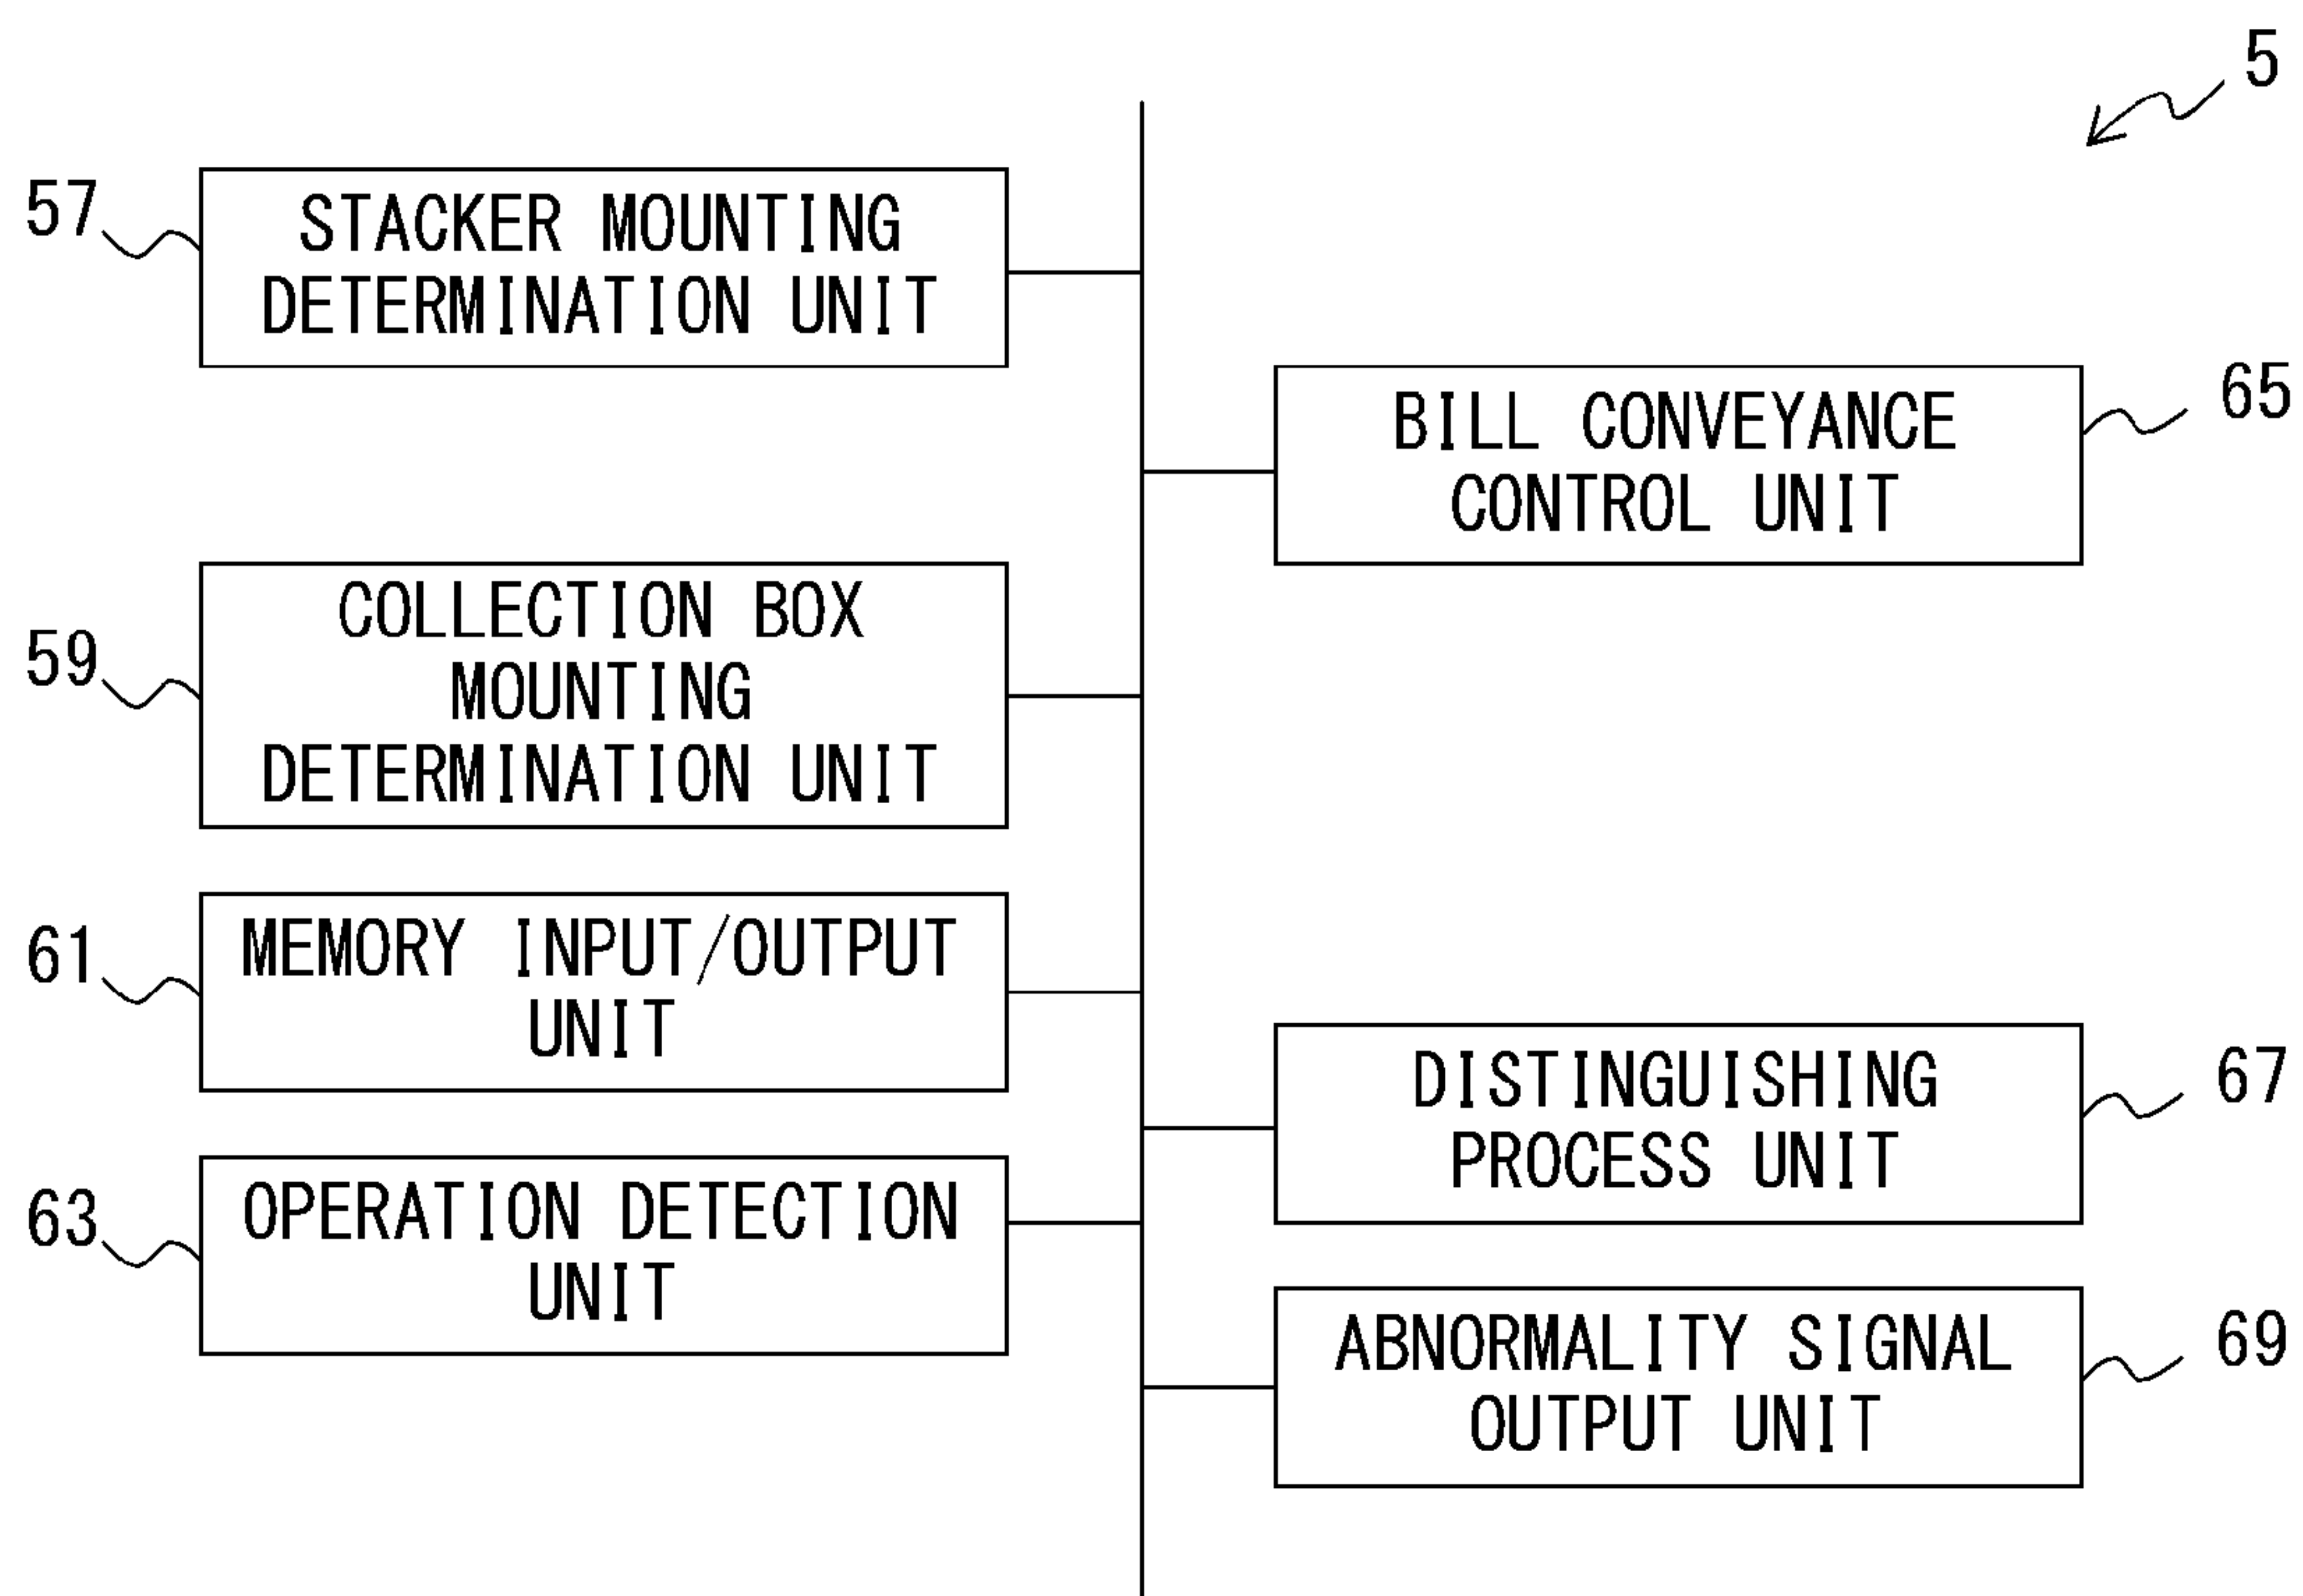 5
57
STACKER MOUNTING
DETERMINATION UNIT
BILL CONVEYANCE
CONTROL UNIT
65
59
COLLECTION BOX
MOUNTING
DETERMINATION UNIT
61
MEMORY INPUT/OUTPUT
UNIT
DISTINGUISHING
PROCESS UNIT
67
63
OPERATION DETECTION
UNIT
ABNORMALITY SIGNAL
OUTPUT UNIT
69